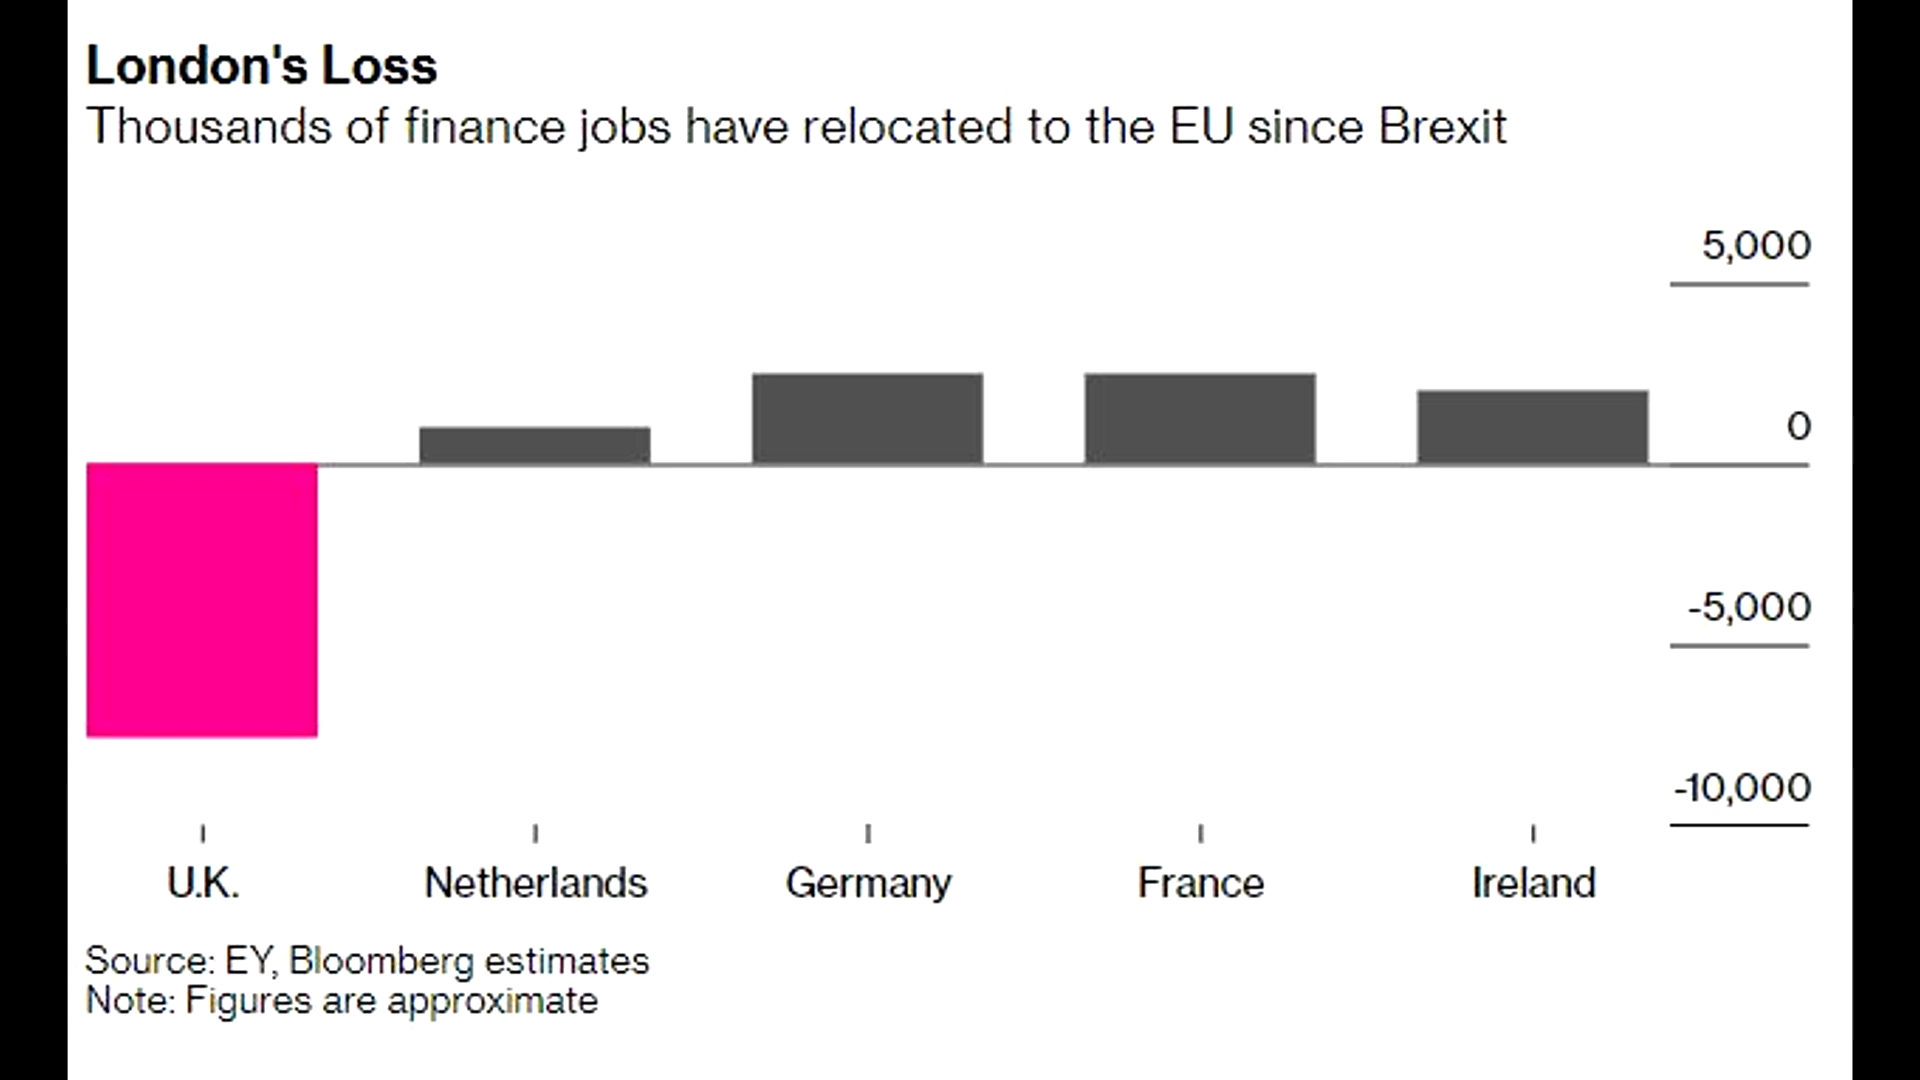 London's Loss
Thousands of finance jobs have relocated to the EU since Brexit
5,000
0
-5,000
-10,000
U.K. Netherlands Germany France Ireland
Source: EY, Bloomberg estimates
Note: Figures are approximate